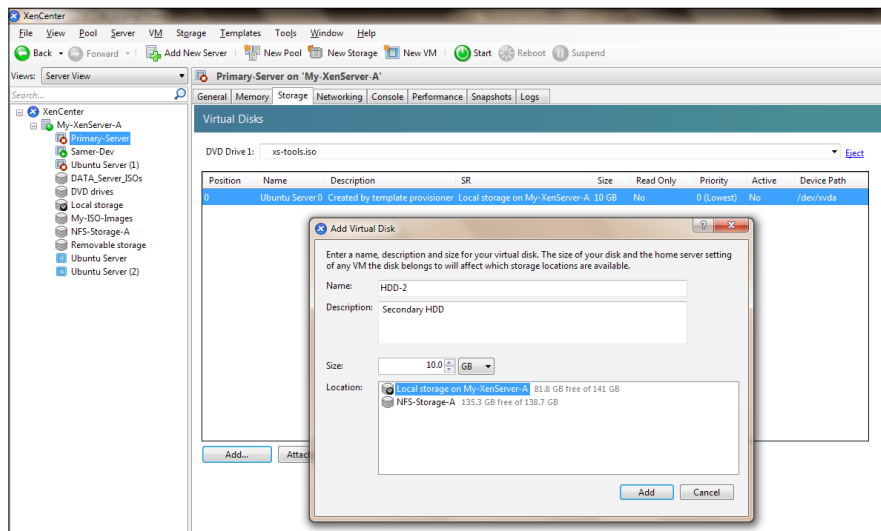 XenCenter
File View Pool Server VM Storage Templates Tools Window Help
Back Forward Add New Server New Pool New Storage New VM Start Reboot Suspend
Views: Server View
Primary-Server on 'My-XenServer-A'
Search...
General Memory Storage Networking Console Performance Snapshots Logs
XenCenter
My-XenServer-A
Primary-Server
Samer-Dev
Ubuntu Server (1)
DATA_Server_ISOs
DVD drives
Local storage
My-ISO-Images
NFS-Storage-A
Removable storage
Ubuntu Server
Ubuntu Server (2)
Virtual Disks
DVD Drive 1: xs-tools.iso Eject
Position Name Description SR Size Read Only Priority Active Device Path
0 Ubuntu Server 0 Created by template provisioner Local storage on My-XenServer-A 10 GB No 0 (Lowest) No /dev/xvda
Add... Attac
Add Virtual Disk
Enter a name, description and size for your virtual disk. The size of your disk and the home server setting
of any VM the disk belongs to will affect which storage locations are available.
Name: HDD-2
Description: Secondary HDD
Size: 10.0 GB
Location: Local storage on My-XenServer-A 81.8 GB free of 141 GB
NFS-Storage-A 135.3 GB free of 138.7 GB
Add Cancel